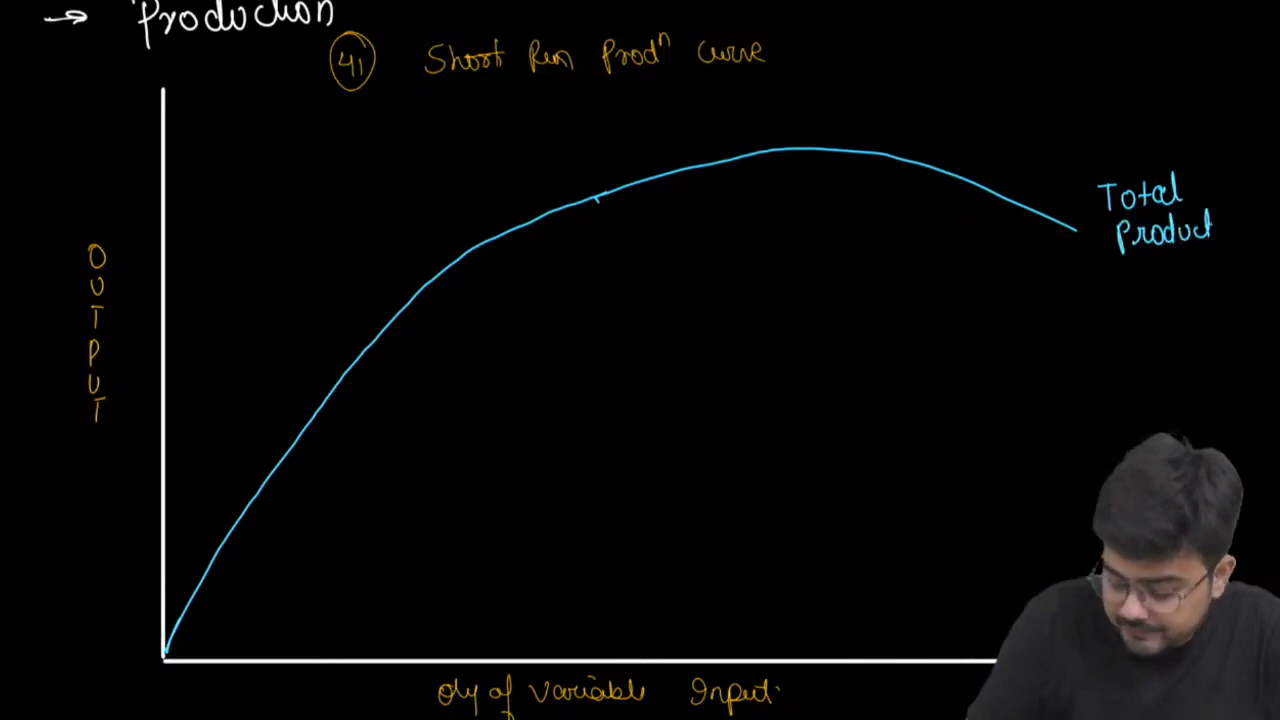 → Production
41 Short Run Prodⁿ curve
OUTPUT
Total
Product
Qty of Variable Input